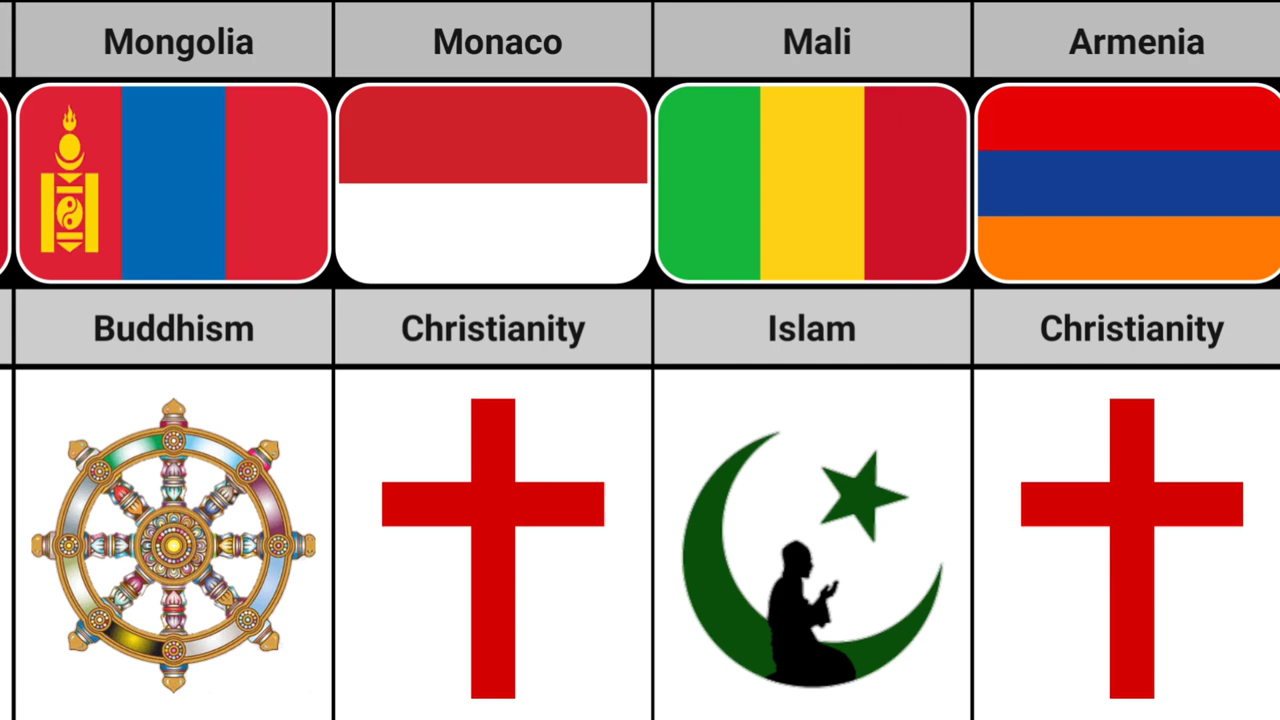 Mongolia
Monaco
Mali
Armenia
Buddhism
Christianity
Islam
Christianity